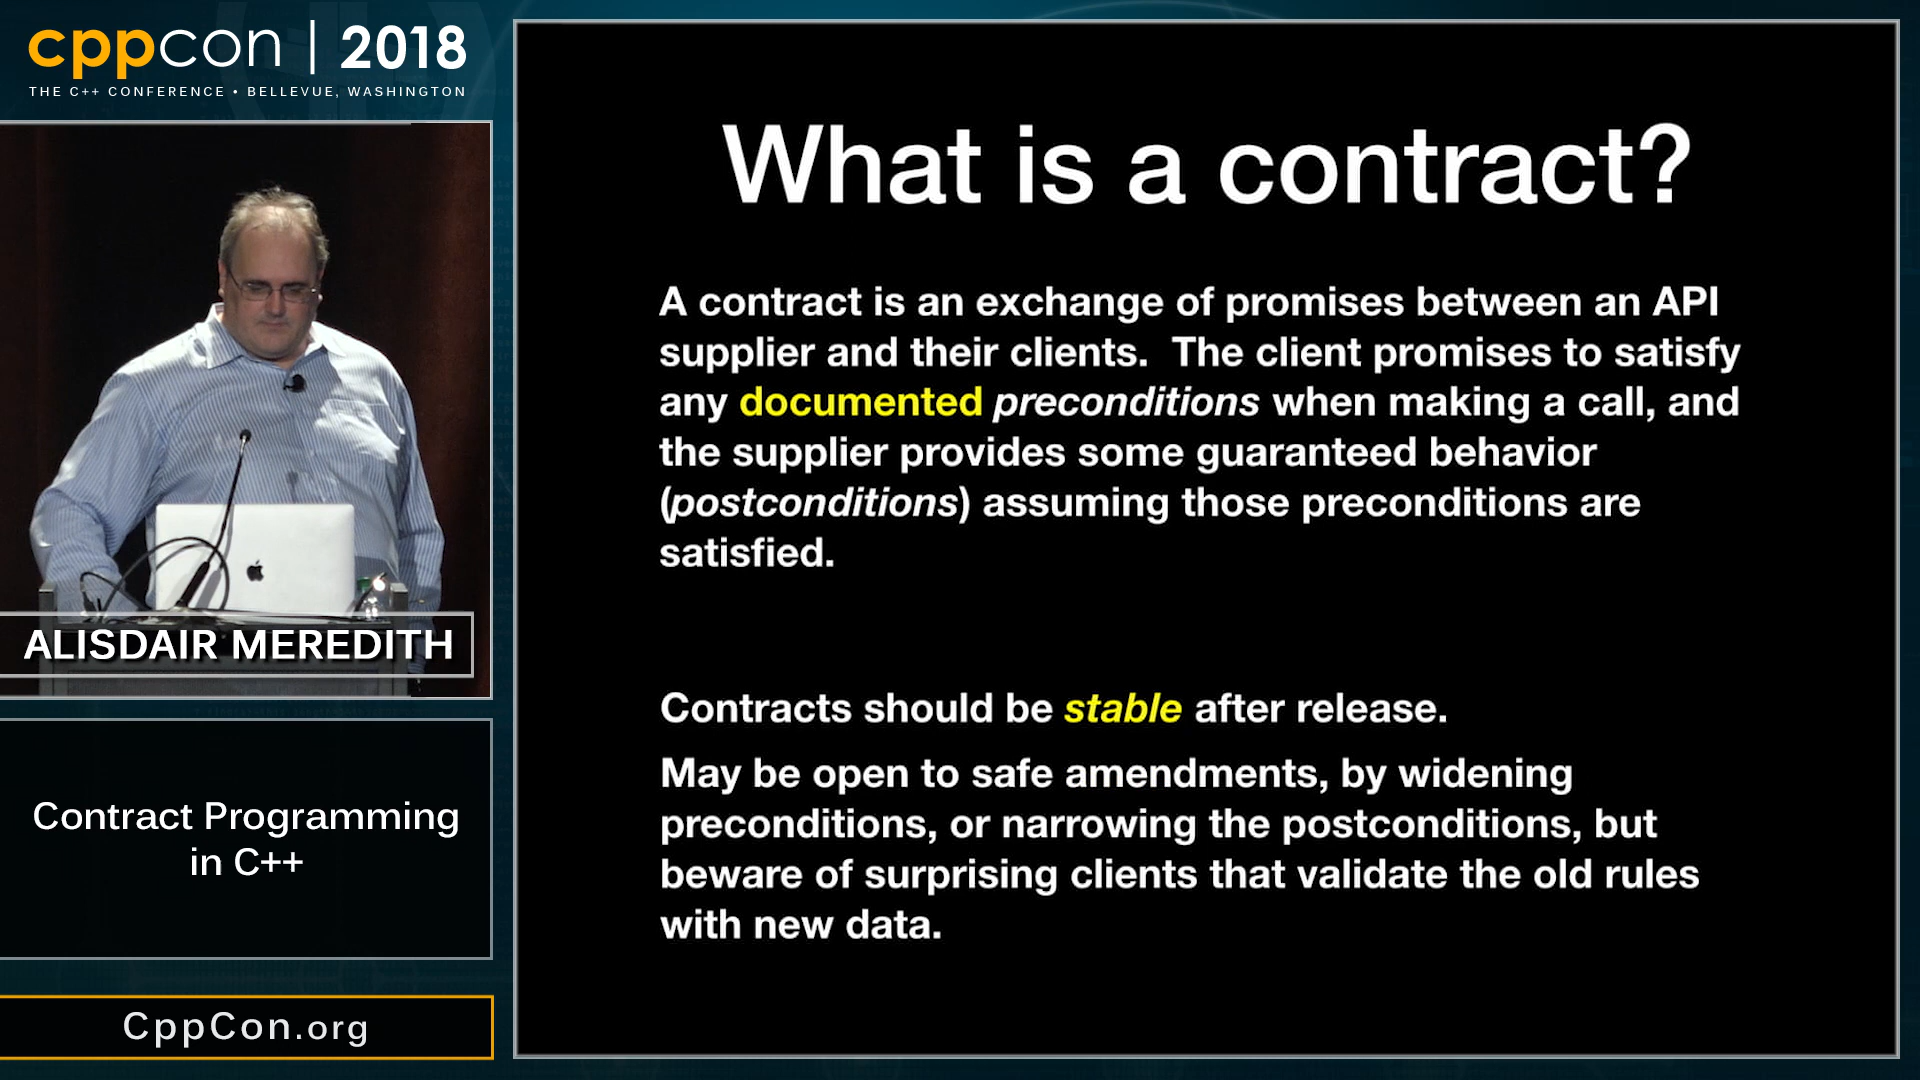 cppcon | 2018
THE C++ CONFERENCE • BELLEVUE, WASHINGTON
ALISDAIR MEREDITH
Contract Programming
in C++
CppCon.org
What is a contract?
A contract is an exchange of promises between an API
supplier and their clients.  The client promises to satisfy
any documented preconditions when making a call, and
the supplier provides some guaranteed behavior
(postconditions) assuming those preconditions are
satisfied.
Contracts should be stable after release.
May be open to safe amendments, by widening
preconditions, or narrowing the postconditions, but
beware of surprising clients that validate the old rules
with new data.